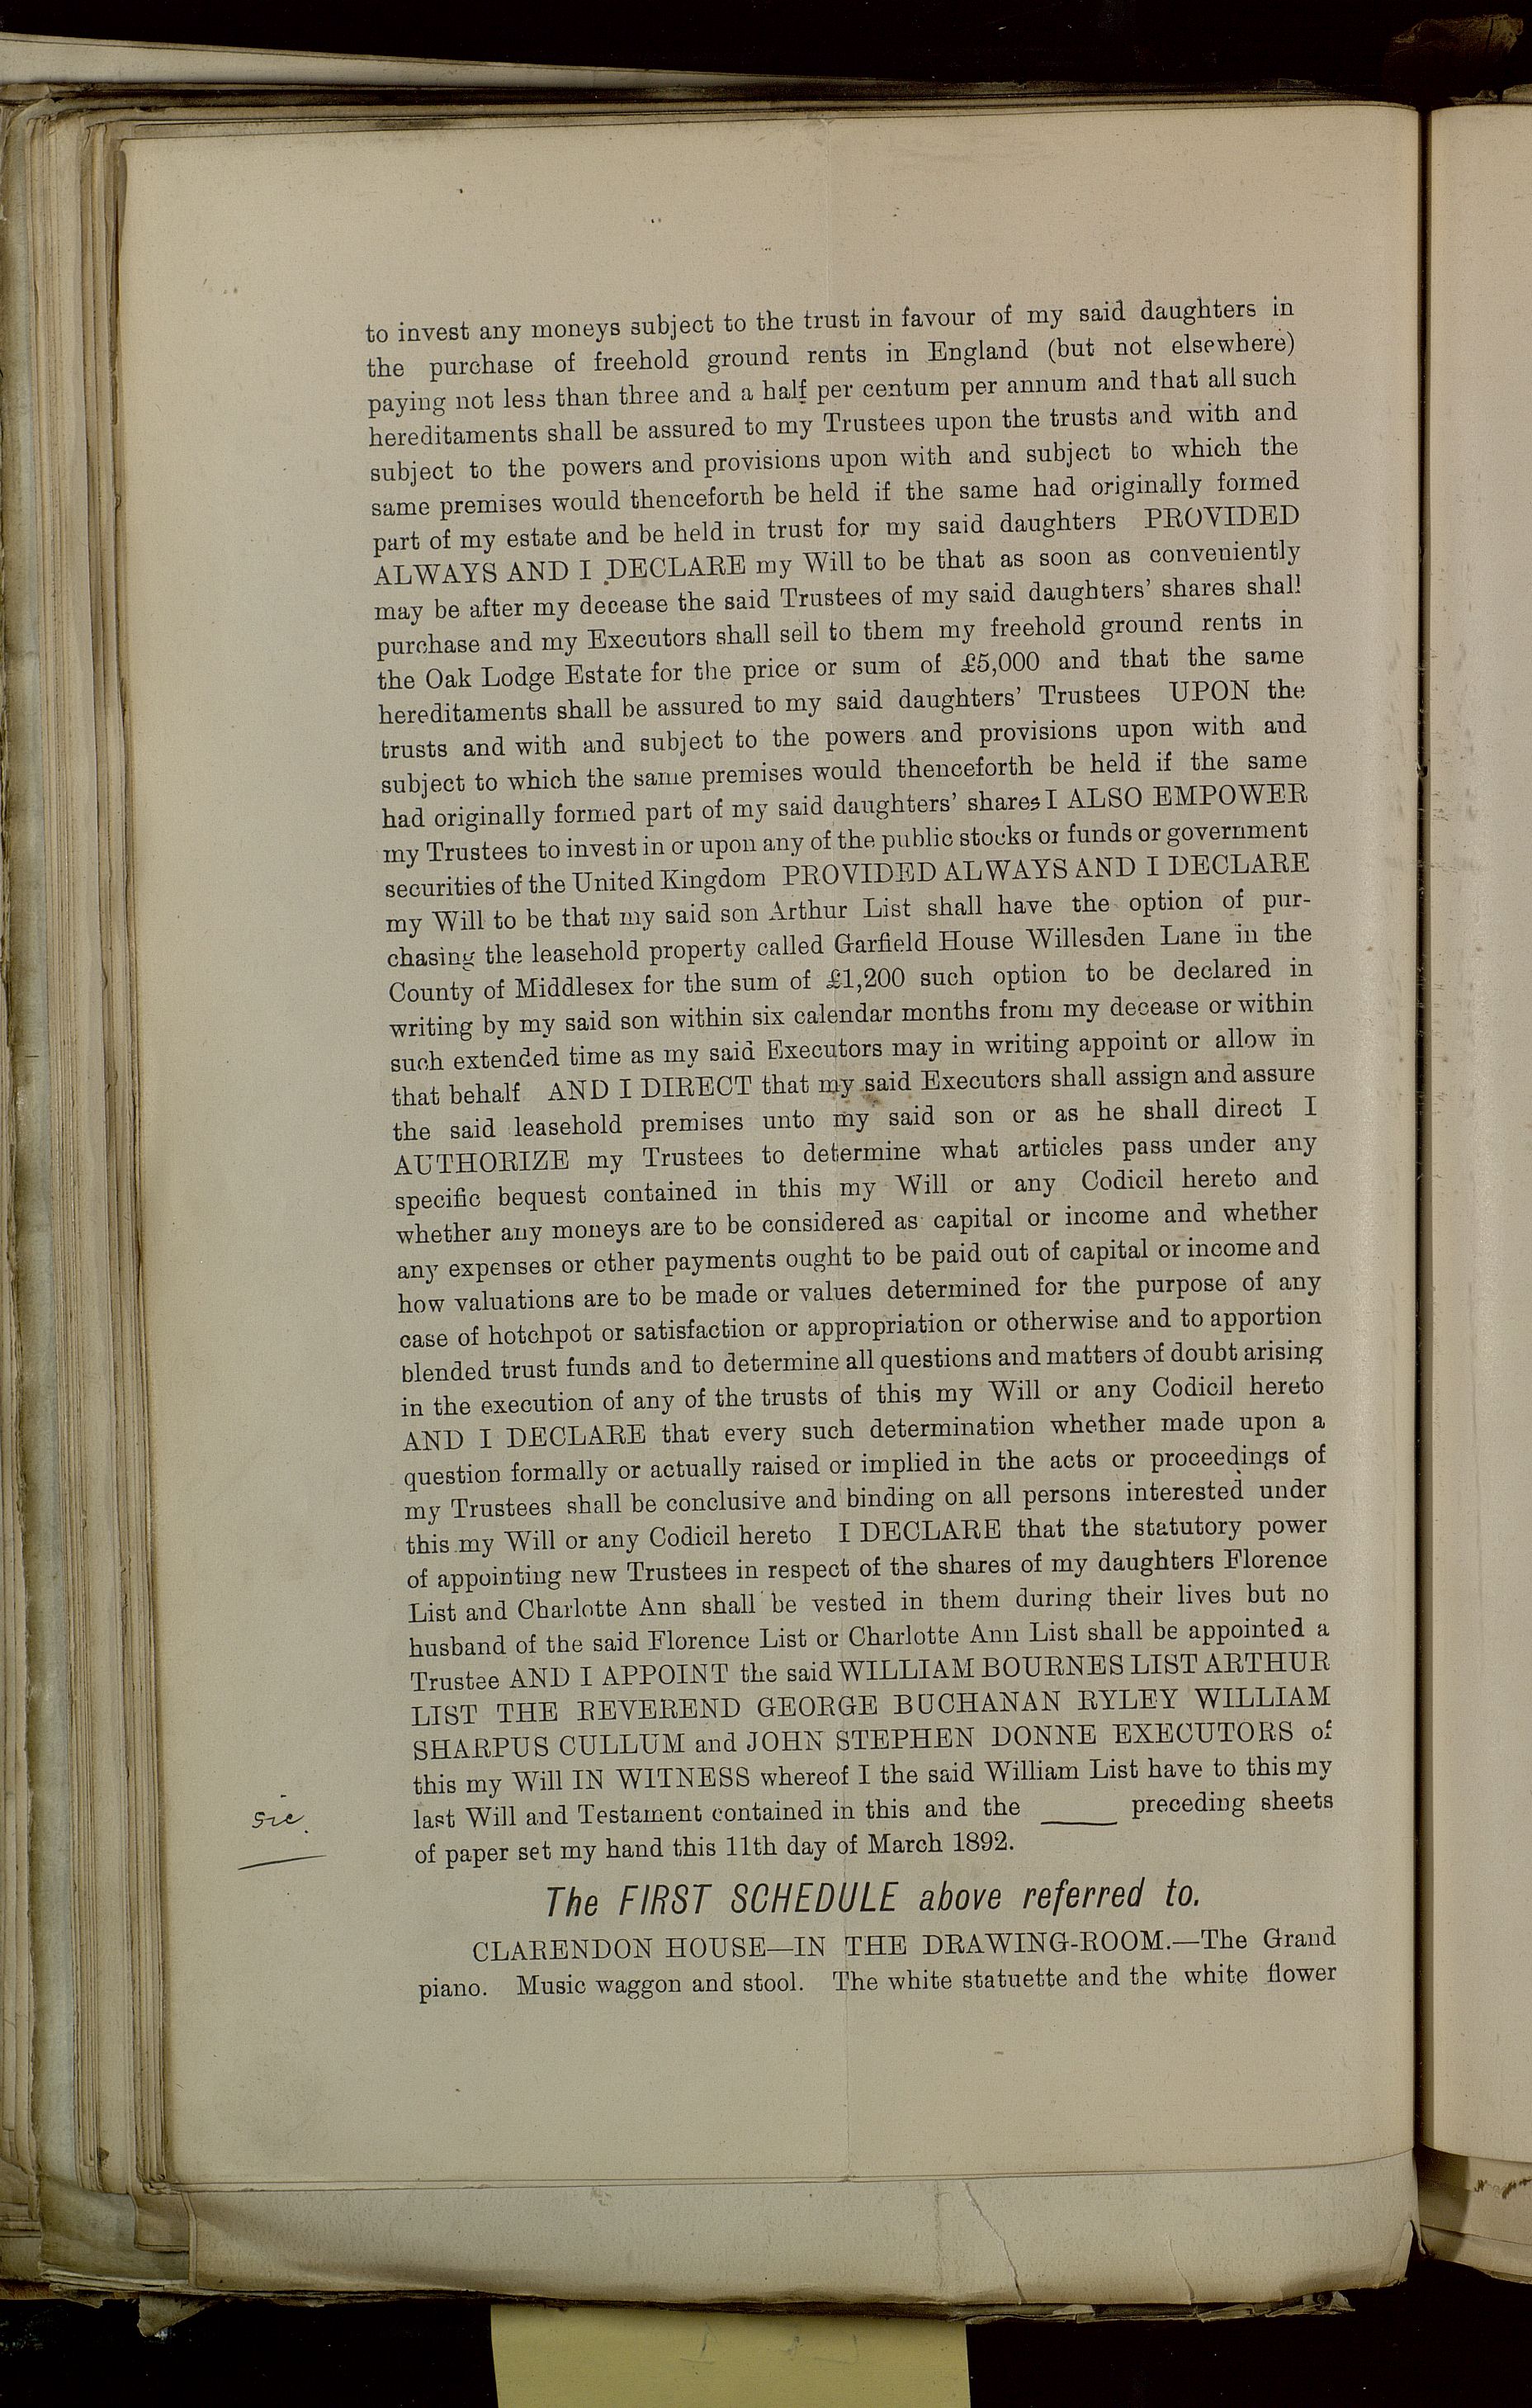 to invest any moneys subject to the trust in favour of my said daughters in
the purchase of freehold ground rents in England (but not elsewhere)
paying not less than three and a half per centum per annum and that all such
hereditaments shall be assured to my Trustees upon the trusts and with and
subject to the powers and provisions upon with and subject to which the
same premises would thenceforth be held if the same had originally formed
part of my estate and be held in trust for my said daughters PROVIDED
ALWAYS AND I DECLARE my Will to be that as soon as conveniently
may be after my decease the said Trustees of my said daughters’ shares shall
purchase and my Executors shall sell to them my freehold ground rents in
the Oak Lodge Estate for the price or sum of £5,000 and that the same
hereditaments shall be assured to my said daughters’ Trustees UPON the
trusts and with and subject to the powers and provisions upon with and
subject to which the same premises would thenceforth be held if the same
had originally formed part of my said daughters’ shares I ALSO EMPOWER
my Trustees to invest in or upon any of the public stocks or funds or government
securities of the United Kingdom PROVIDED ALWAYS AND I DECLARE
my Will to be that my said son Arthur List shall have the option of pur-
chasing the leasehold property called Garfield House Willesden Lane in the
County of Middlesex for the sum of £1,200 such option to be declared in
writing by my said son within six calendar months from my decease or within
such extended time as my said Executors may in writing appoint or allow in
that behalf AND I DIRECT that my said Executors shall assign and assure
the said leasehold premises unto my said son or as he shall direct I
AUTHORIZE my Trustees to determine what articles pass under any
specific bequest contained in this my Will or any Codicil hereto and
whether any moneys are to be considered as capital or income and whether
any expenses or other payments ought to be paid out of capital or income and
how valuations are to be made or values determined for the purpose of any
case of hotchpot or satisfaction or appropriation or otherwise and to apportion
blended trust funds and to determine all questions and matters of doubt arising
in the execution of any of the trusts of this my Will or any Codicil hereto
AND I DECLARE that every such determination whether made upon a
question formally or actually raised or implied in the acts or proceedings of
my Trustees shall be conclusive and binding on all persons interested under
this my Will or any Codicil hereto I DECLARE that the statutory power
of appointing new Trustees in respect of the shares of my daughters Florence
List and Charlotte Ann shall be vested in them during their lives but no
husband of the said Florence List or Charlotte Ann List shall be appointed a
Trustee AND I APPOINT the said WILLIAM BOURNES LIST ARTHUR
LIST THE REVEREND GEORGE BUCHANAN RYLEY WILLIAM
SHARPUS CULLUM and JOHN STEPHEN DONNE EXECUTORS of
this my Will IN WITNESS whereof I the said William List have to this my
sic.
last Will and Testament contained in this and the _____ preceding sheets
of paper set my hand this 11th day of March 1892.
The FIRST SCHEDULE above referred to.
CLARENDON HOUSE—IN THE DRAWING-ROOM.—The Grand
piano. Music waggon and stool. The white statuette and the white flower